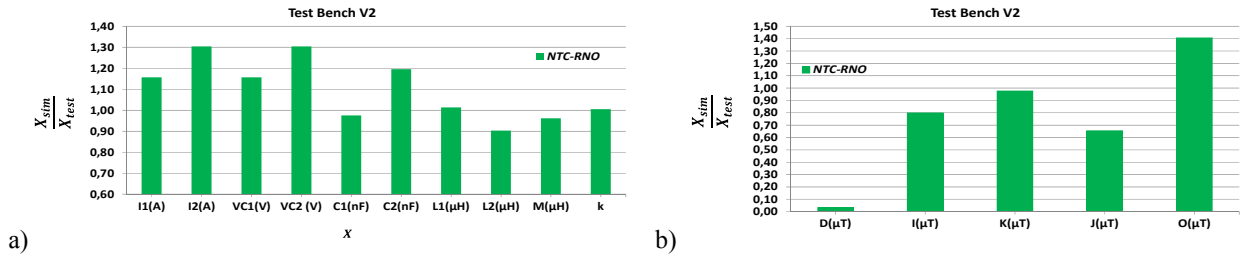 Test Bench V2
1,40
1,30
1,20
1,10
1,00
0,90
0,80
0,70
0,60
X_sim
X_test
NTC-RNO
I1(A) I2(A) VC1(V) VC2 (V) C1(nF) C2(nF) L1(µH) L2(µH) M(µH) k
X
a)
Test Bench V2
1,50
1,40
1,30
1,20
1,10
1,00
0,90
0,80
0,70
0,60
0,50
0,40
0,30
0,20
0,10
0,00
X_sim
X_test
NTC-RNO
D(µT) I(µT) K(µT) J(µT) O(µT)
b)